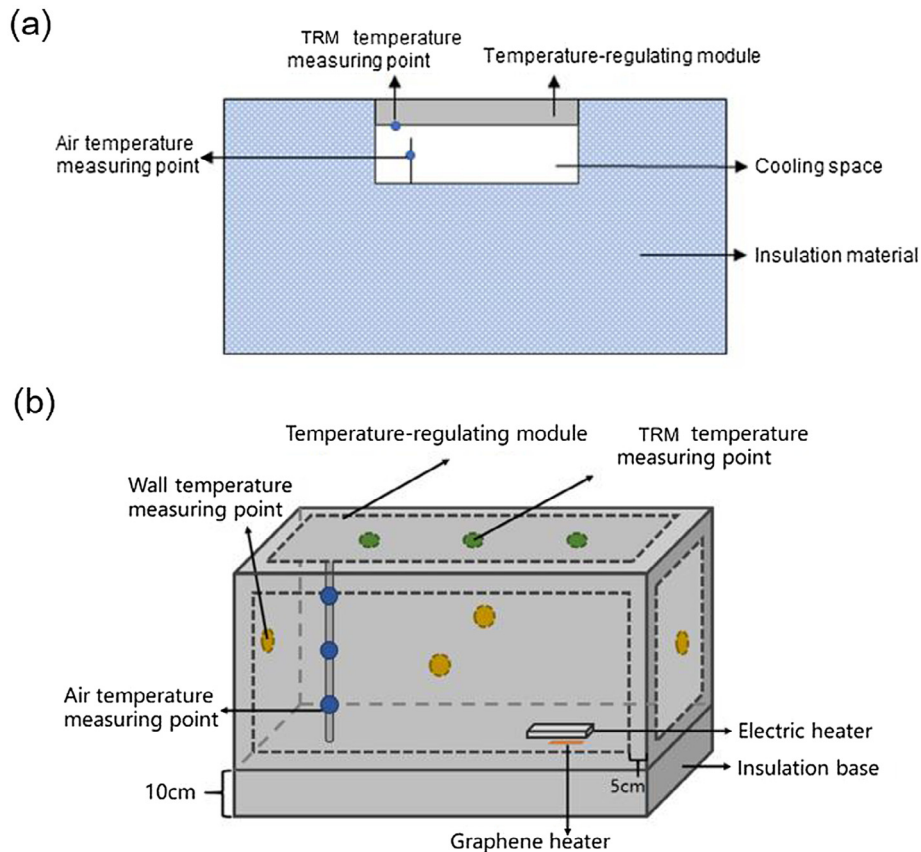 (a)
TRM temperature
measuring point
Temperature-regulating module
Air temperature
measuring point
Cooling space
Insulation material
(b)
Temperature-regulating module
TRM temperature
measuring point
Wall temperature
measuring point
Air temperature
measuring point
Electric heater
Insulation base
5cm
10cm
Graphene heater